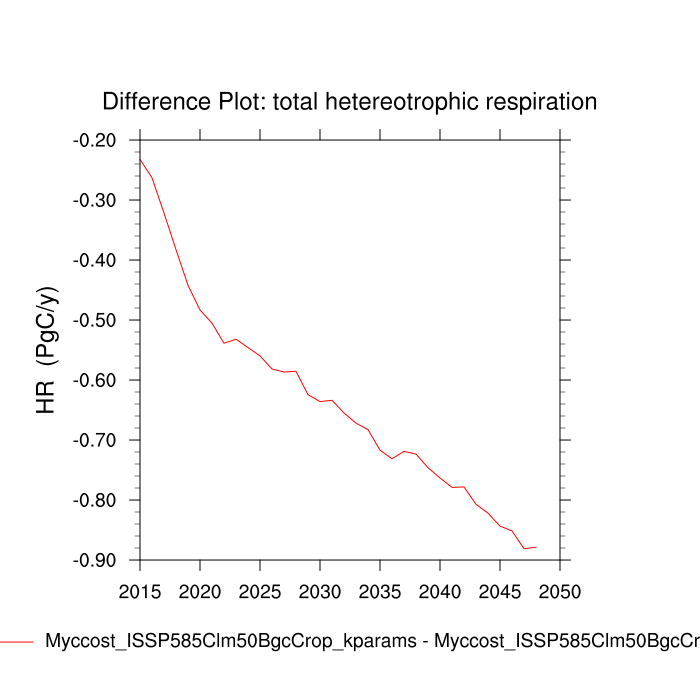 Difference Plot: total hetereotrophic respiration
-0.20
-0.30
-0.40
-0.50
-0.60
-0.70
-0.80
-0.90
HR (PgC/y)
2015 2020 2025 2030 2035 2040 2045 2050
Myccost_ISSP585Clm50BgcCrop_kparams - Myccost_ISSP585Clm50BgcCr